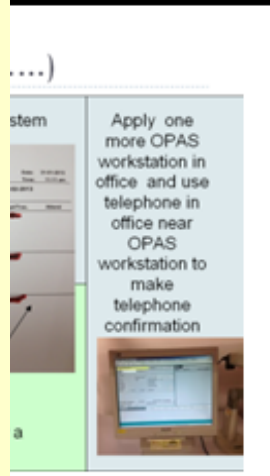 ....)
stem
Apply one
more OPAS
workstation in
office and use
telephone in
office near
OPAS
workstation to
make
telephone
confirmation
a